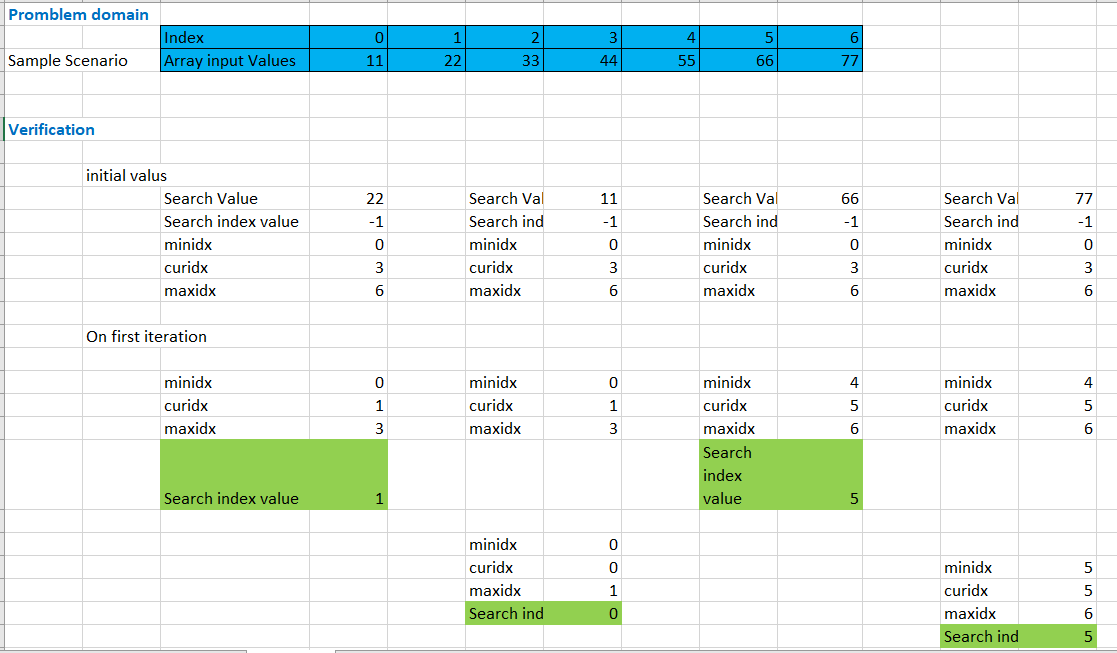 Promblem domain
Index 0 1 2 3 4 5 6
Sample Scenario Array input Values 11 22 33 44 55 66 77
Verification
initial valus
Search Value 22 Search Val 11 Search Val 66 Search Val 77
Search index value -1 Search ind -1 Search ind -1 Search ind -1
minidx 0 minidx 0 minidx 0 minidx 0
curidx 3 curidx 3 curidx 3 curidx 3
maxidx 6 maxidx 6 maxidx 6 maxidx 6
On first iteration
minidx 0 minidx 0 minidx 4 minidx 4
curidx 1 curidx 1 curidx 5 curidx 5
maxidx 3 maxidx 3 maxidx 6 maxidx 6
Search
index
Search index value 1 value 5
minidx 0
curidx 0 minidx 5
maxidx 1 curidx 5
Search ind 0 maxidx 6
Search ind 5